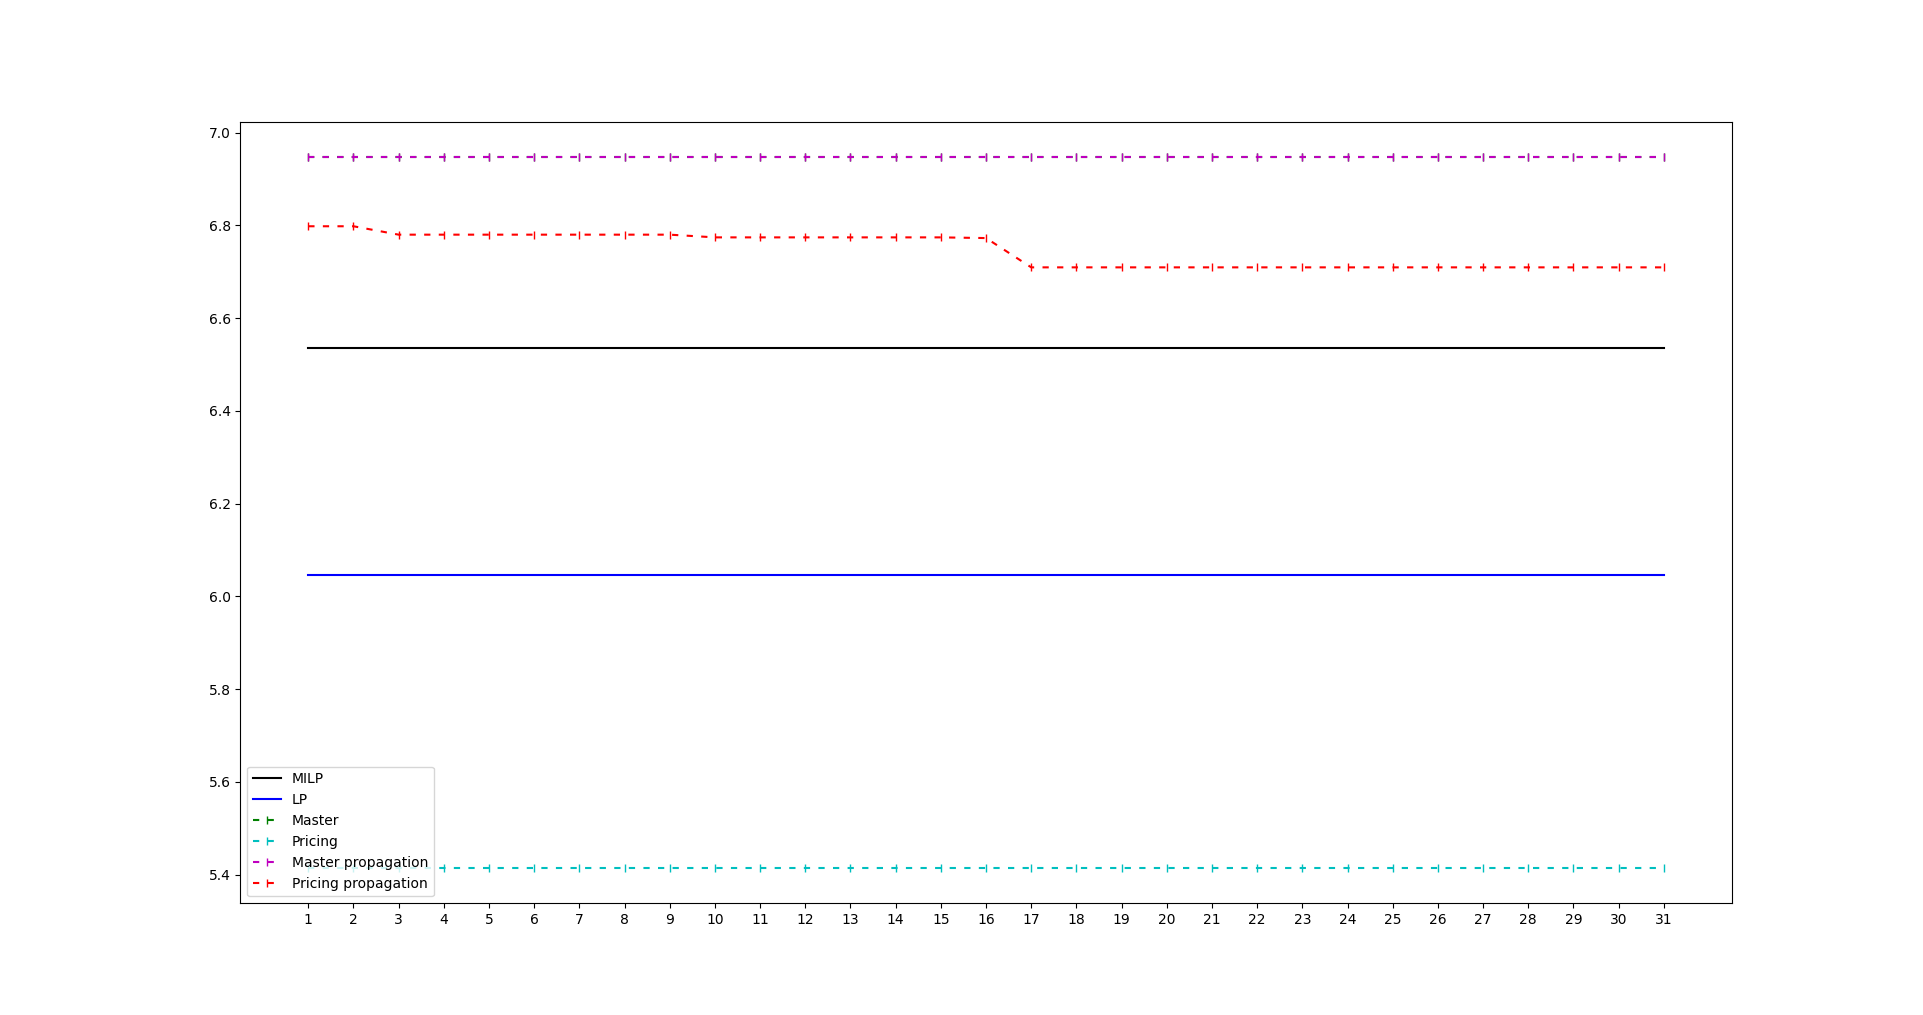 7.0
6.8
6.6
6.4
6.2
6.0
5.8
5.6
5.4
MILP
LP
Master
Pricing
Master propagation
Pricing propagation
1 2 3 4 5 6 7 8 9 10 11 12 13 14 15 16 17 18 19 20 21 22 23 24 25 26 27 28 29 30 31